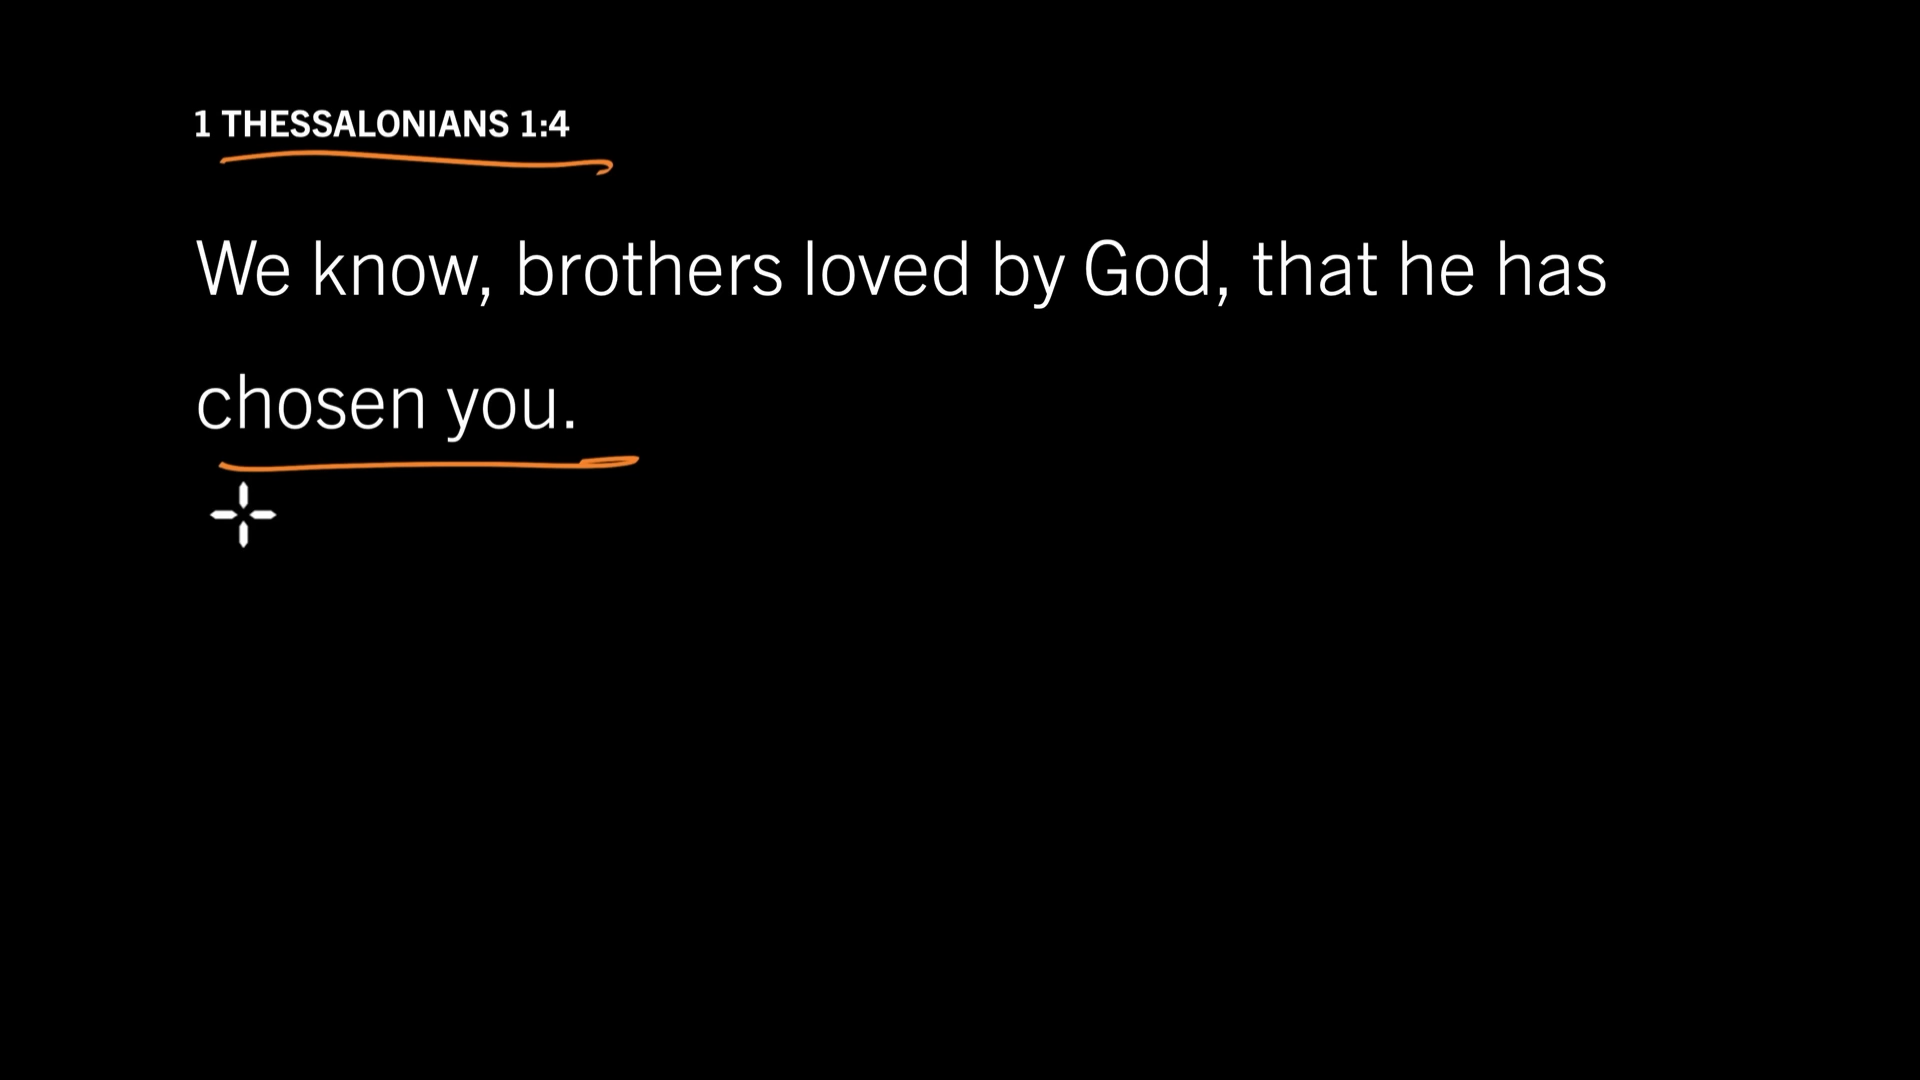 1 THESSALONIANS 1:4
We know, brothers loved by God, that he has
chosen you.